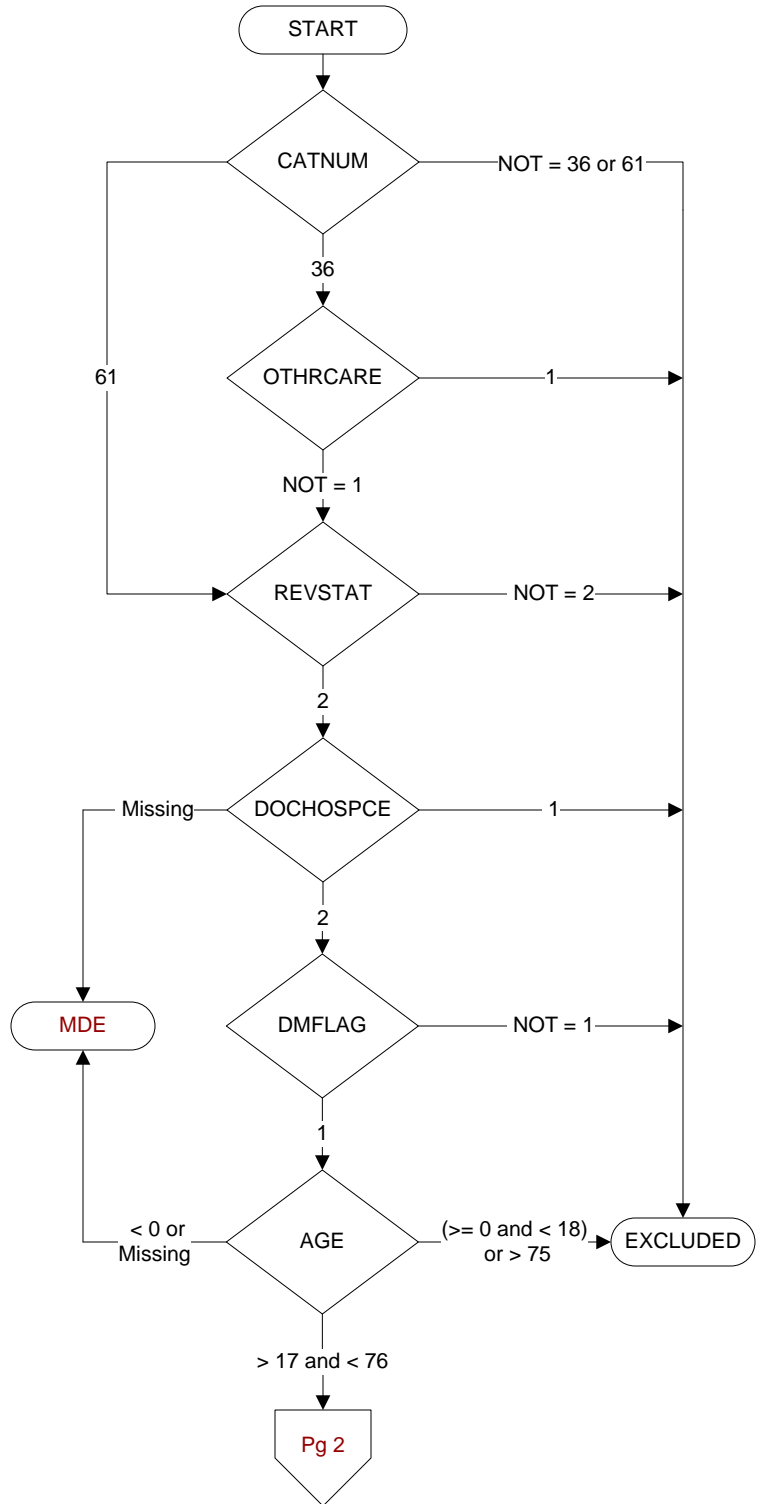 START
CATNUM
NOT = 36 or 61
36
61
OTHRCARE
1
NOT = 1
REVSTAT
NOT = 2
2
Missing
DOCHOSPCE
1
2
MDE
DMFLAG
NOT = 1
1
< 0 or
Missing
AGE
(>= 0 and < 18)
or > 75
EXCLUDED
> 17 and < 76
Pg 2